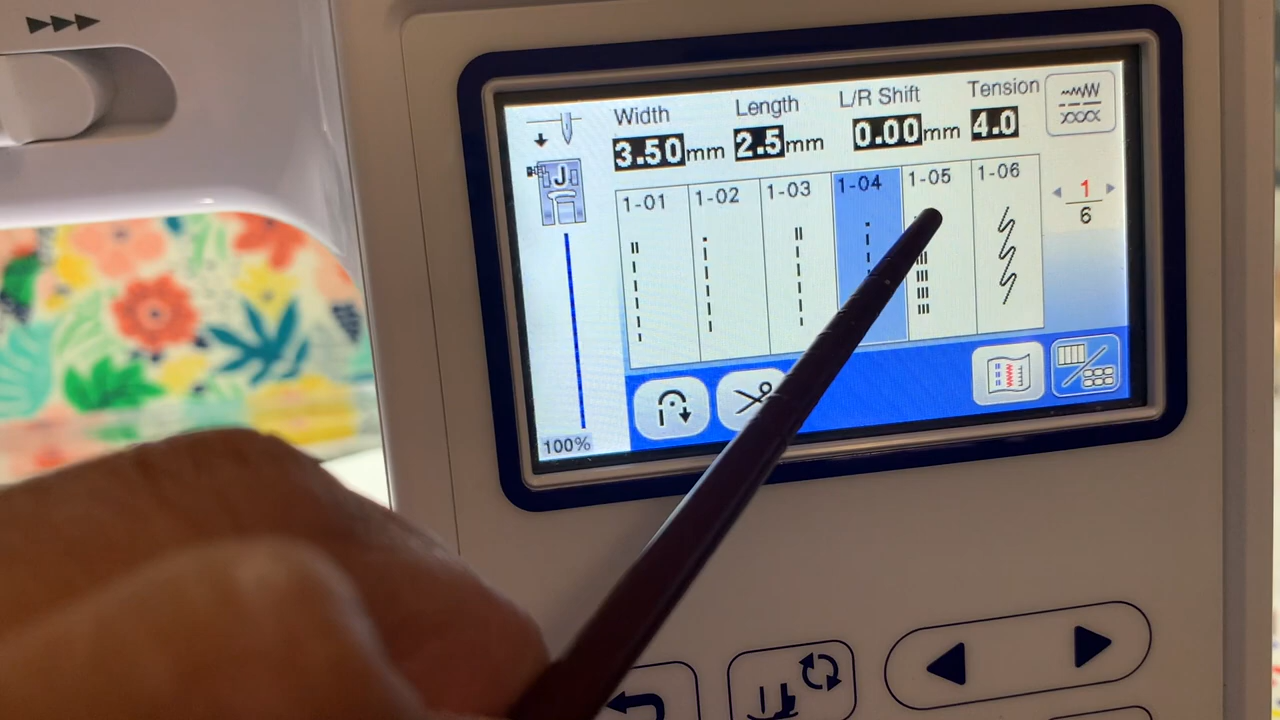 Width Length L/R Shift Tension
3.50mm 2.5mm 0.00mm 4.0
J
1-01 1-02 1-03 1-04 1-05 1-06
1
6
100%